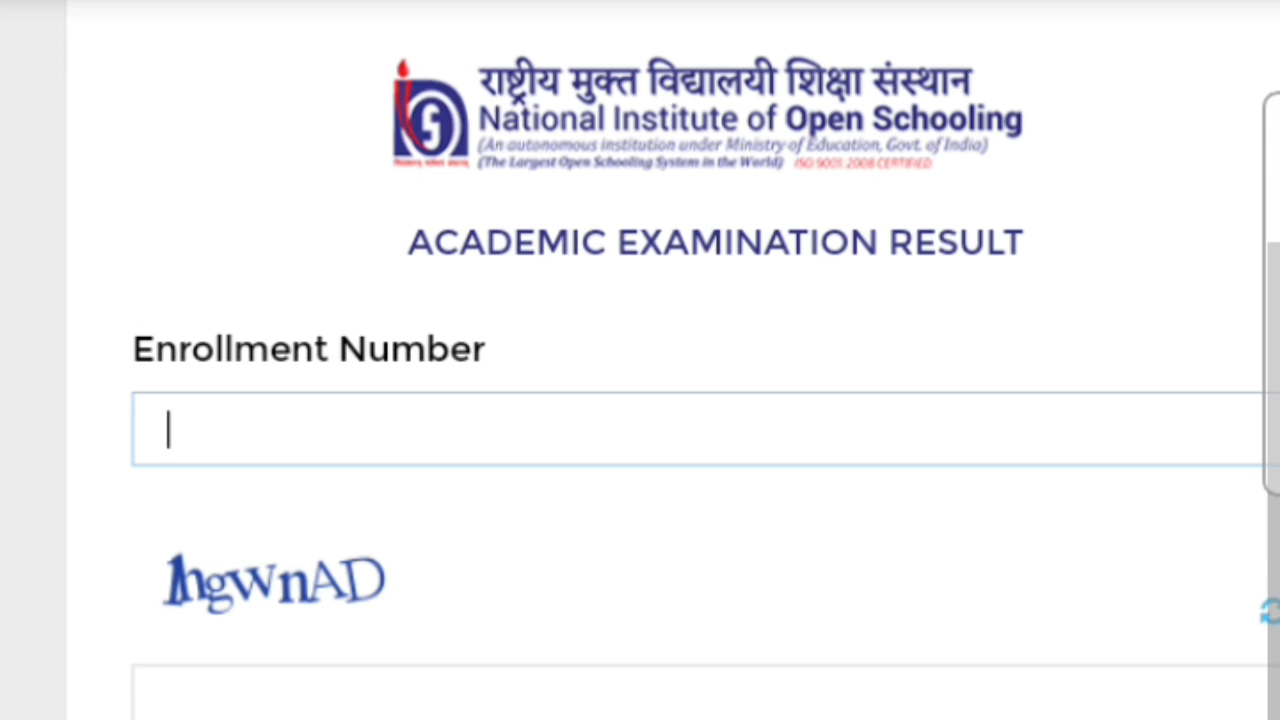 राष्ट्रीय मुक्त विद्यालयी शिक्षा संस्थान
National Institute of Open Schooling
(An autonomous institution under Ministry of Education, Govt. of India)
(The Largest Open Schooling System in the World) ISO 9001:2008 CERTIFIED
ACADEMIC EXAMINATION RESULT
Enrollment Number
1hgwnAD